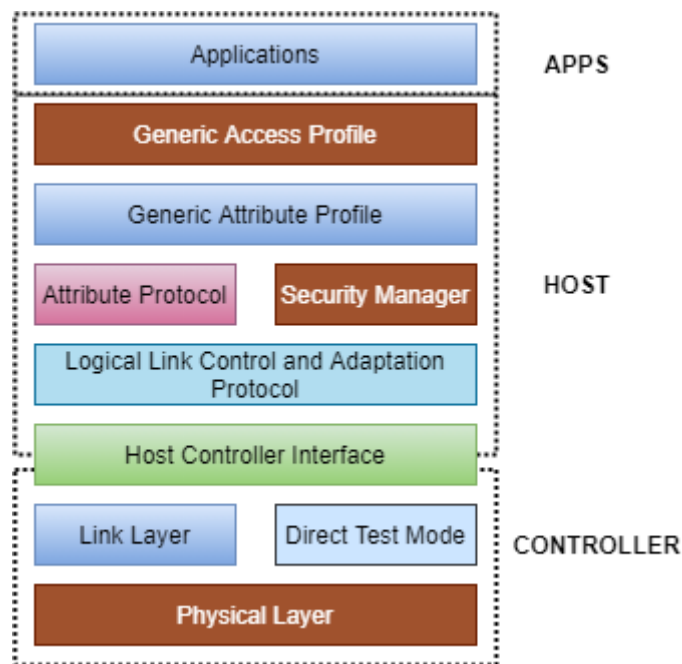 Applications
APPS
Generic Access Profile
Generic Attribute Profile
Attribute Protocol
Security Manager
HOST
Logical Link Control and Adaptation
Protocol
Host Controller Interface
Link Layer
Direct Test Mode
CONTROLLER
Physical Layer